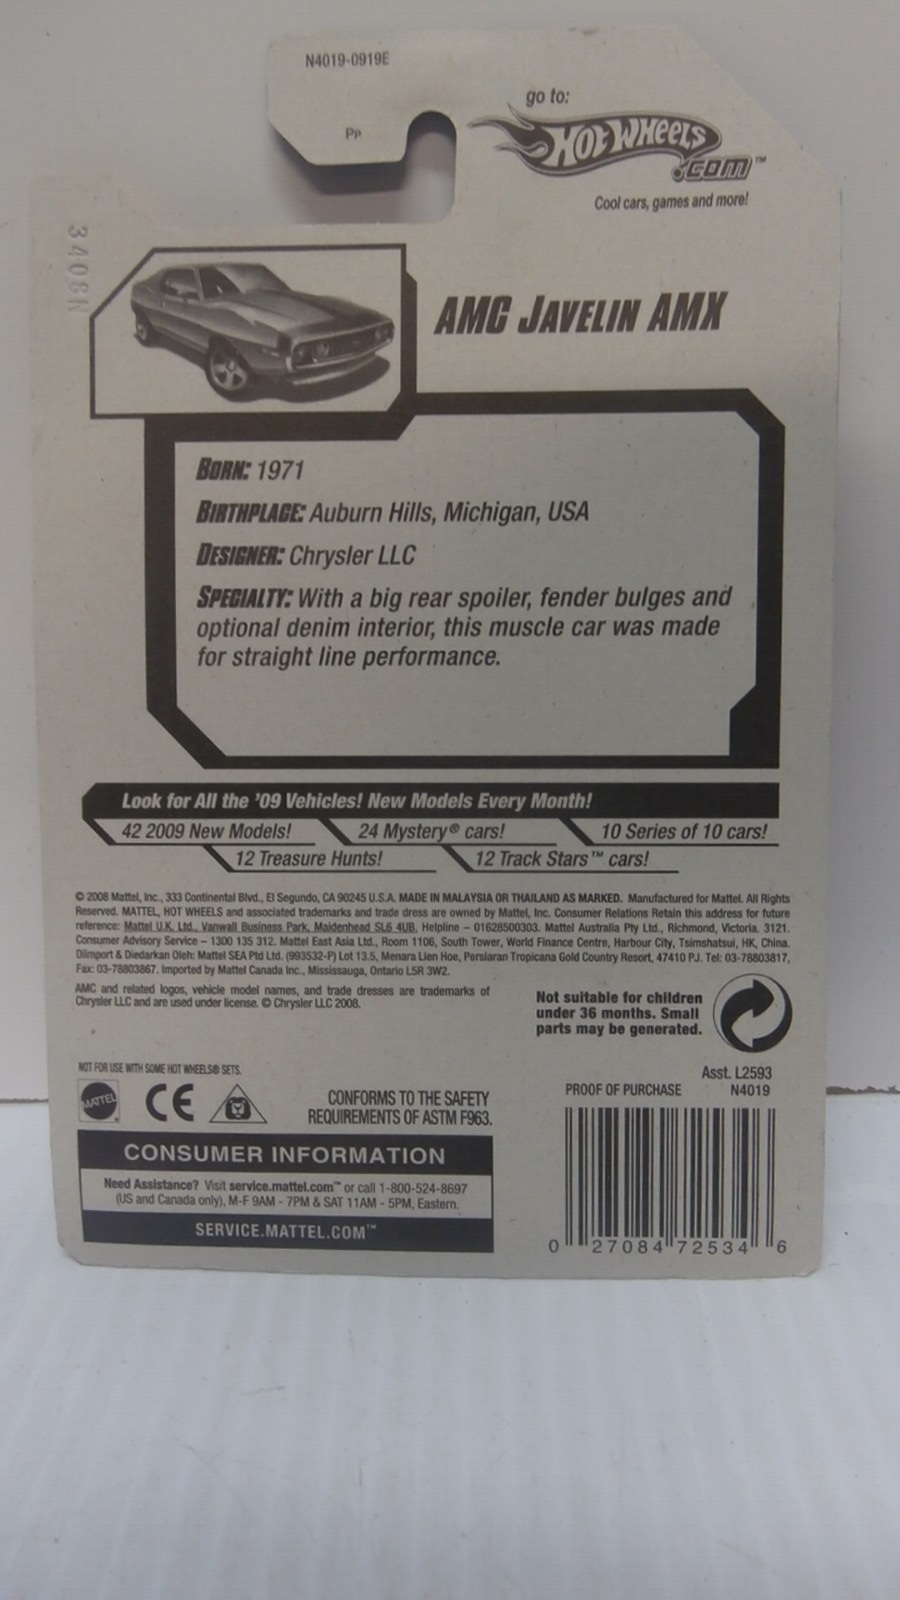 N4019-0919E
Pp
go to:
Hot Wheels
.com™
Cool cars, games and more!
3408N
AMC Javelin AMX
Born: 1971
Birthplace: Auburn Hills, Michigan, USA
Designer: Chrysler LLC
Specialty: With a big rear spoiler, fender bulges and
optional denim interior, this muscle car was made
for straight line performance.
Look for All the '09 Vehicles! New Models Every Month!
42 2009 New Models!
24 Mystery® cars!
10 Series of 10 cars!
12 Treasure Hunts!
12 Track Stars™ cars!
© 2008 Mattel, Inc., 333 Continental Blvd., El Segundo, CA 90245 U.S.A. MADE IN MALAYSIA OR THAILAND AS MARKED. Manufactured for Mattel. All Rights
Reserved. MATTEL, HOT WHEELS and associated trademarks and trade dress are owned by Mattel, Inc. Consumer Relations Retain this address for future
reference: Mattel U.K. Ltd., Vanwall Business Park, Maidenhead SL6 4UB, Helpline – 01628500303. Mattel Australia Pty Ltd., Richmond, Victoria. 3121.
Consumer Advisory Service – 1300 135 312. Mattel East Asia Ltd., Room 1106, South Tower, World Finance Centre, Harbour City, Tsimshatsui, HK, China.
Diimport & Diedarkan Oleh: Mattel SEA Ptd Ltd. (993532-P) Lot 13.5, Menara Lien Hoe, Persiaran Tropicana Gold Country Resort, 47410 PJ. Tel: 03-78803817,
Fax: 03-78803867. Imported by Mattel Canada Inc., Mississauga, Ontario L5R 3W2.
AMC and related logos, vehicle model names, and trade dresses are trademarks of
Chrysler LLC and are used under license. © Chrysler LLC 2008.
Not suitable for children
under 36 months. Small
parts may be generated.
NOT FOR USE WITH SOME HOT WHEELS® SETS.
MATTEL
CE
CONFORMS TO THE SAFETY
REQUIREMENTS OF ASTM F963.
Asst. L2593
PROOF OF PURCHASE N4019
CONSUMER INFORMATION
Need Assistance? Visit service.mattel.com™ or call 1-800-524-8697
(US and Canada only), M-F 9AM - 7PM & SAT 11AM - 5PM, Eastern.
SERVICE.MATTEL.COM™
0 27084 72534 6